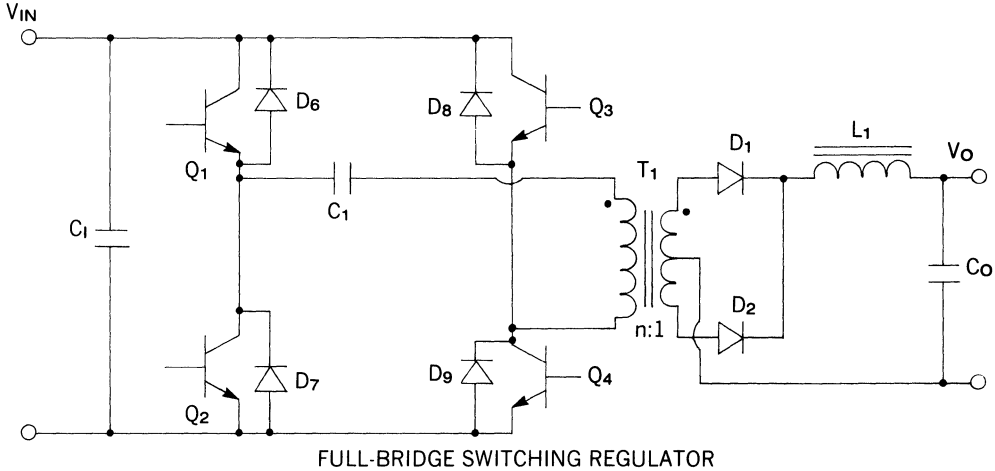 VIN
D6
D8
Q3
Q1
D1
L1
VO
T1
C1
CI
CO
D2
n:1
D7
D9
Q4
Q2
FULL-BRIDGE SWITCHING REGULATOR